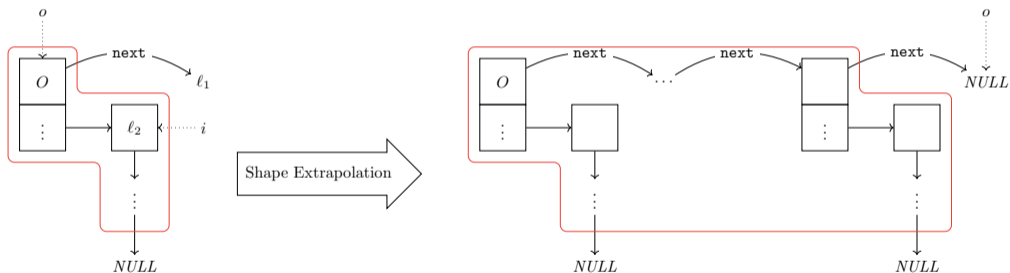 o
o
next
next
next
next
O
ℓ₁
O
...
NULL
⋮
ℓ₂
i
⋮
⋮
Shape Extrapolation
⋮
⋮
⋮
NULL
NULL
NULL